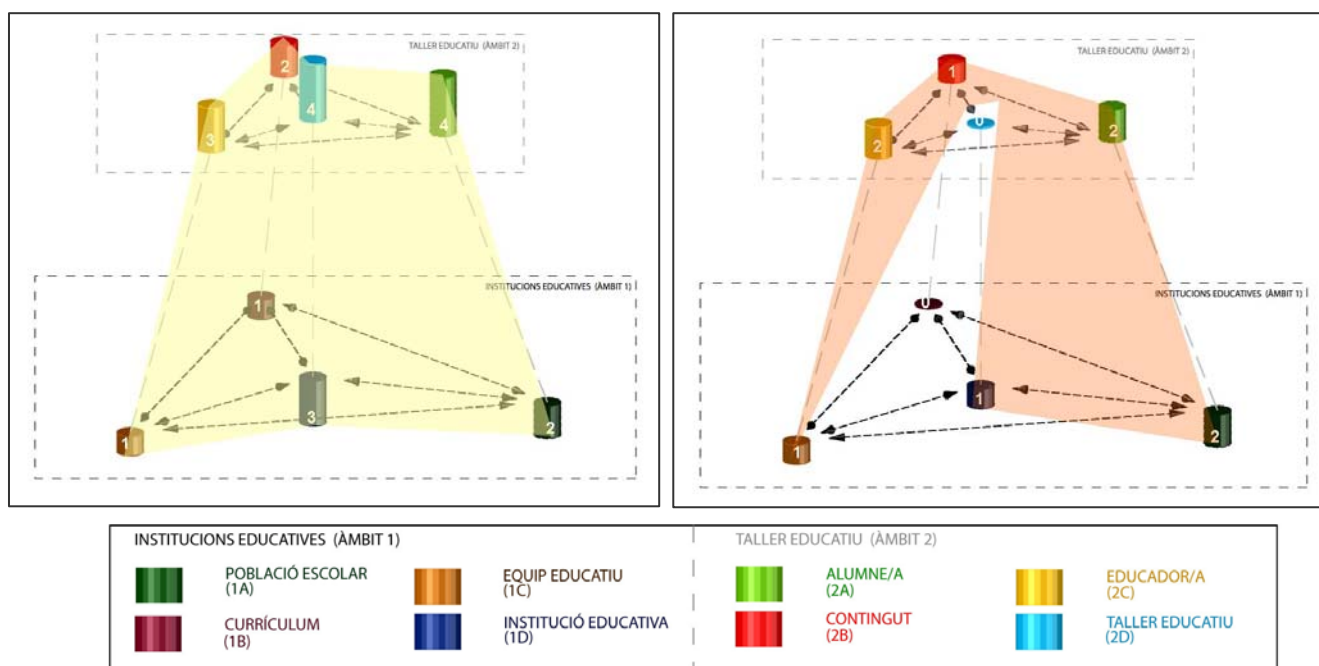 TALLER EDUCATIU (ÀMBIT 2)
2
4
4
3
INSTITUCIONS EDUCATIVES (ÀMBIT 1)
1
3
1
2
TALLER EDUCATIU (ÀMBIT 2)
1
0
2
2
INSTITUCIONS EDUCATIVES (ÀMBIT 1)
0
1
1
2
INSTITUCIONS EDUCATIVES (ÀMBIT 1)
POBLACIÓ ESCOLAR
(1A)
EQUIP EDUCATIU
(1C)
CURRÍCULUM
(1B)
INSTITUCIÓ EDUCATIVA
(1D)
TALLER EDUCATIU (ÀMBIT 2)
ALUMNE/A
(2A)
EDUCADOR/A
(2C)
CONTINGUT
(2B)
TALLER EDUCATIU
(2D)